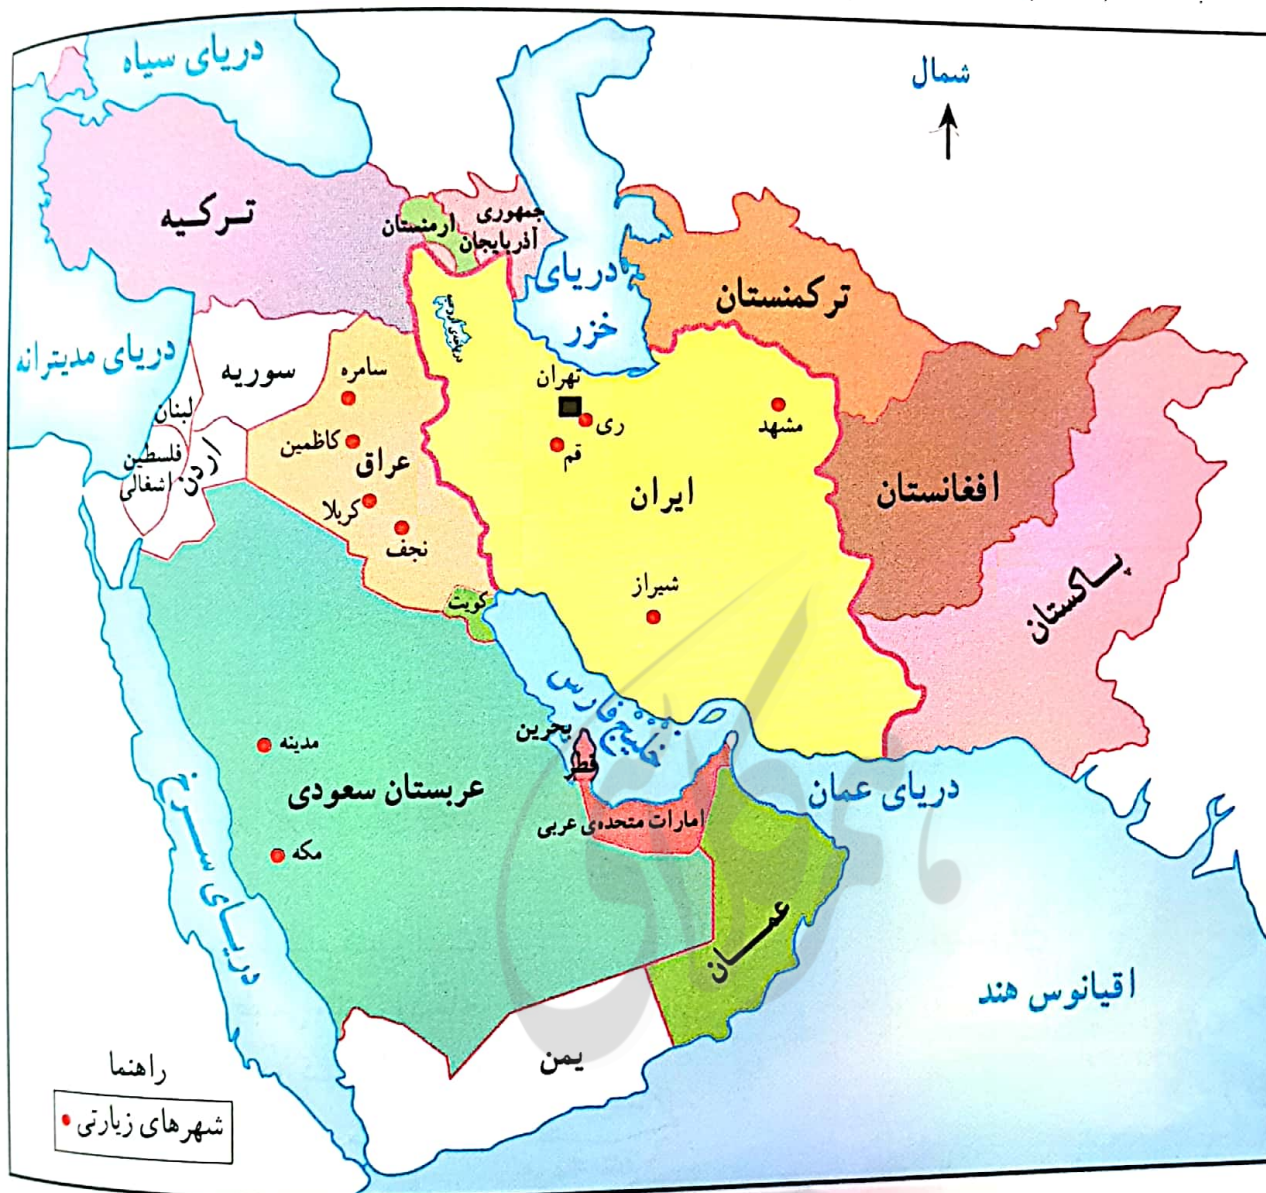 شمال
دریای سیاه
ترکیه
ارمنستان
جمهوری
آذربایجان
دریای
خزر
ترکمنستان
دریاچه‌ی ارومیه
دریای مدیترانه
سوریه
سامره
تهران
ری
قم
مشهد
لبنان
فلسطین
اشغالی
اردن
کاظمین
عراق
کربلا
نجف
ایران
افغانستان
پاکستان
شیراز
کویت
خلیج فارس
بحرین
قطر
مدینه
عربستان سعودی
مکه
امارات متحده‌ی عربی
دریای عمان
دریای سرخ
عمان
اقیانوس هند
یمن
راهنما
شهرهای زیارتی